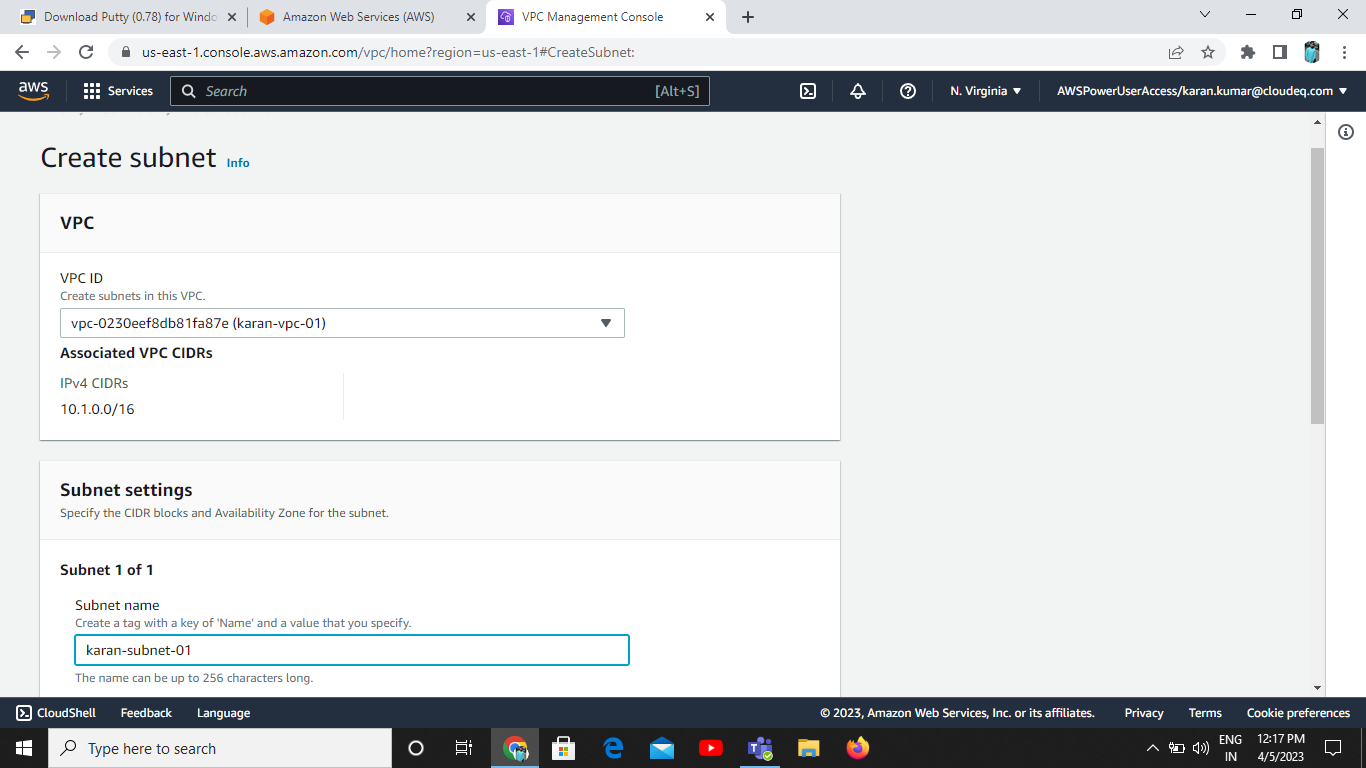 Download Putty (0.78) for Windo
Amazon Web Services (AWS)
VPC Management Console
us-east-1.console.aws.amazon.com/vpc/home?region=us-east-1#CreateSubnet:
aws
Services
Search
[Alt+S]
N. Virginia
AWSPowerUserAccess/karan.kumar@cloudeq.com
Create subnet Info
VPC
VPC ID
Create subnets in this VPC.
vpc-0230eef8db81fa87e (karan-vpc-01)
Associated VPC CIDRs
IPv4 CIDRs
10.1.0.0/16
Subnet settings
Specify the CIDR blocks and Availability Zone for the subnet.
Subnet 1 of 1
Subnet name
Create a tag with a key of 'Name' and a value that you specify.
karan-subnet-01
The name can be up to 256 characters long.
CloudShell
Feedback
Language
© 2023, Amazon Web Services, Inc. or its affiliates.
Privacy
Terms
Cookie preferences
Type here to search
ENG
IN
12:17 PM
4/5/2023